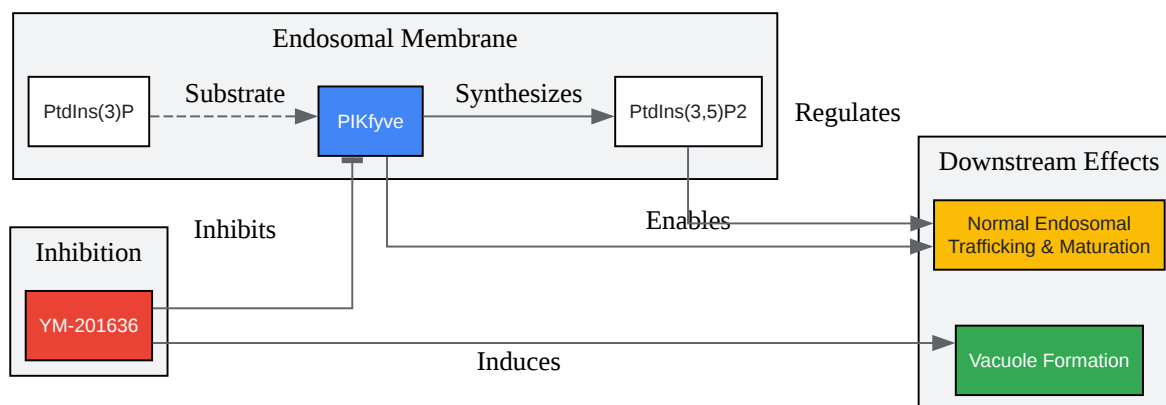 Endosomal Membrane
Substrate
Synthesizes
PtdIns(3)P
PIKfyve
PtdIns(3,5)P2
Regulates
Downstream Effects
Inhibits
Enables
Normal Endosomal
Trafficking & Maturation
Inhibition
YM-201636
Induces
Vacuole Formation